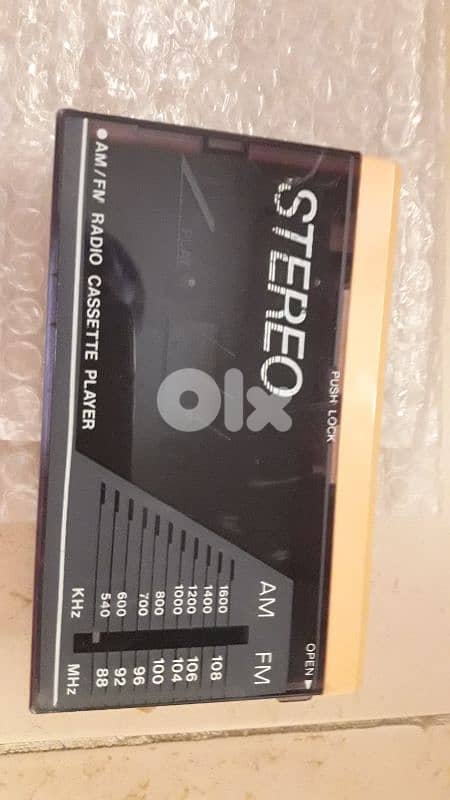 PUSH LOCK
OPEN ▶
STEREO
AM FM
PLAY
olx
1600 108
1400
1200 106
1000 104
800 100
700 96
600 92
540 88
KHz MHz
● AM/FM RADIO CASSETTE PLAYER